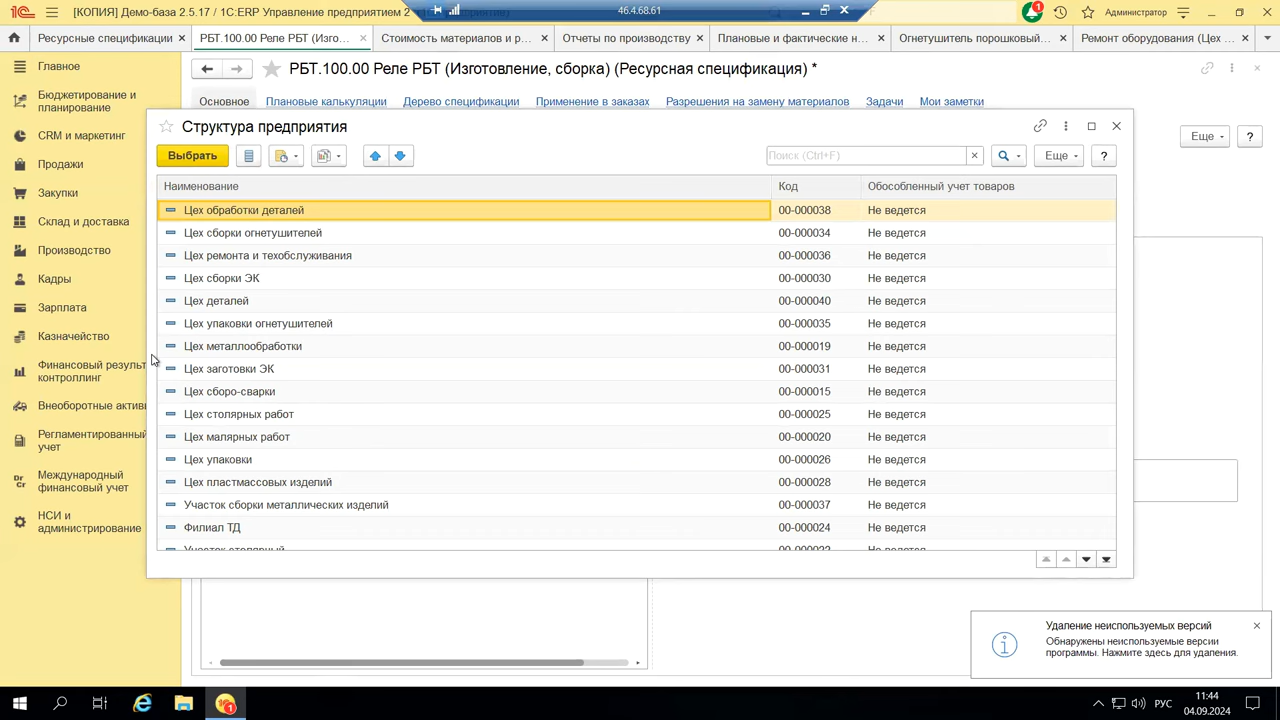 [КОПИЯ] Демо-база 2.5.17 / 1С:ERP Управление предприятием 2
46.4.68.61
Администратор
Ресурсные спецификации
РБТ.100.00 Реле РБТ (Изго...
Стоимость материалов и р...
Отчеты по производству
Плановые и фактические н...
Огнетушитель порошковый...
Ремонт оборудования (Цех ...
Главное
Бюджетирование и
планирование
CRM и маркетинг
Продажи
Закупки
Склад и доставка
Производство
Кадры
Зарплата
Казначейство
Финансовый результ
контроллинг
Внеоборотные актив
Регламентированный
учет
Международный
финансовый учет
НСИ и
администрирование
РБТ.100.00 Реле РБТ (Изготовление, сборка) (Ресурсная спецификация) *
Основное
Плановые калькуляции
Дерево спецификации
Применение в заказах
Разрешения на замену материалов
Задачи
Мои заметки
Еще
?
Структура предприятия
Выбрать
Поиск (Ctrl+F)
Еще
?
Наименование Код Обособленный учет товаров
Цех обработки деталей 00-000038 Не ведется
Цех сборки огнетушителей 00-000034 Не ведется
Цех ремонта и техобслуживания 00-000036 Не ведется
Цех сборки ЭК 00-000030 Не ведется
Цех деталей 00-000040 Не ведется
Цех упаковки огнетушителей 00-000035 Не ведется
Цех металлообработки 00-000019 Не ведется
Цех заготовки ЭК 00-000031 Не ведется
Цех сборо-сварки 00-000015 Не ведется
Цех столярных работ 00-000025 Не ведется
Цех малярных работ 00-000020 Не ведется
Цех упаковки 00-000026 Не ведется
Цех пластмассовых изделий 00-000028 Не ведется
Участок сборки металлических изделий 00-000037 Не ведется
Филиал ТД 00-000024 Не ведется
Участок столярный
Удаление неиспользуемых версий
Обнаружены неиспользуемые версии
программы. Нажмите здесь для удаления.
РУС
11:44
04.09.2024